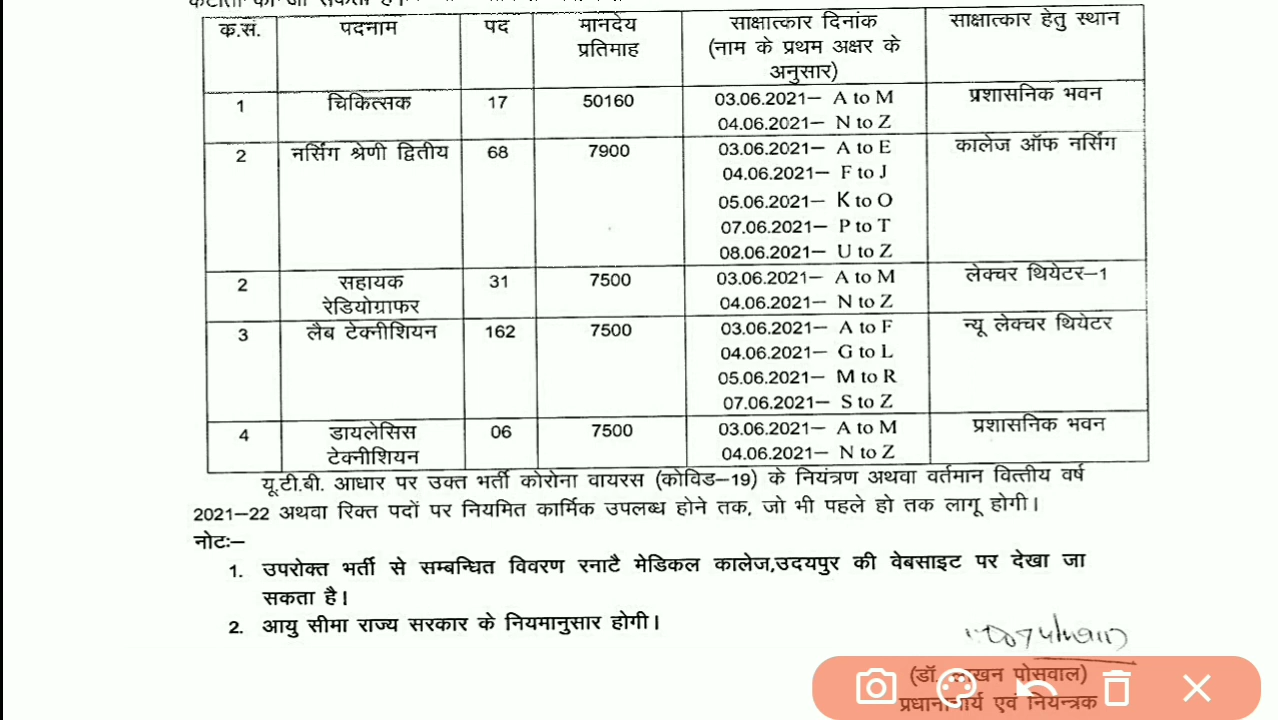 क.सं. पदनाम पद मानदेय प्रतिमाह साक्षात्कार दिनांक (नाम के प्रथम अक्षर के अनुसार) साक्षात्कार हेतु स्थान
1 चिकित्सक 17 50160 03.06.2021– A to M प्रशासनिक भवन
04.06.2021– N to Z
2 नर्सिंग श्रेणी द्वितीय 68 7900 03.06.2021– A to E कालेज ऑफ नर्सिंग
04.06.2021– F to J
05.06.2021– K to O
07.06.2021– P to T
08.06.2021– U to Z
2 सहायक रेडियोग्राफर 31 7500 03.06.2021– A to M लेक्चर थियेटर–1
04.06.2021– N to Z
3 लैब टेक्नीशियन 162 7500 03.06.2021– A to F न्यू लेक्चर थियेटर
04.06.2021– G to L
05.06.2021– M to R
07.06.2021– S to Z
4 डायलेसिस टेक्नीशियन 06 7500 03.06.2021– A to M प्रशासनिक भवन
04.06.2021– N to Z
यू.टी.बी. आधार पर उक्त भर्ती कोरोना वायरस (कोविड–19) के नियंत्रण अथवा वर्तमान वित्तीय वर्ष
2021–22 अथवा रिक्त पदों पर नियमित कार्मिक उपलब्ध होने तक, जो भी पहले हो तक लागू होगी।
नोटः–
1. उपरोक्त भर्ती से सम्बन्धित विवरण रनाटै मेडिकल कालेज,उदयपुर की वेबसाइट पर देखा जा
सकता है।
2. आयु सीमा राज्य सरकार के नियमानुसार होगी।
(डॉ. पोसवाल)
एवं नियन्त्रक